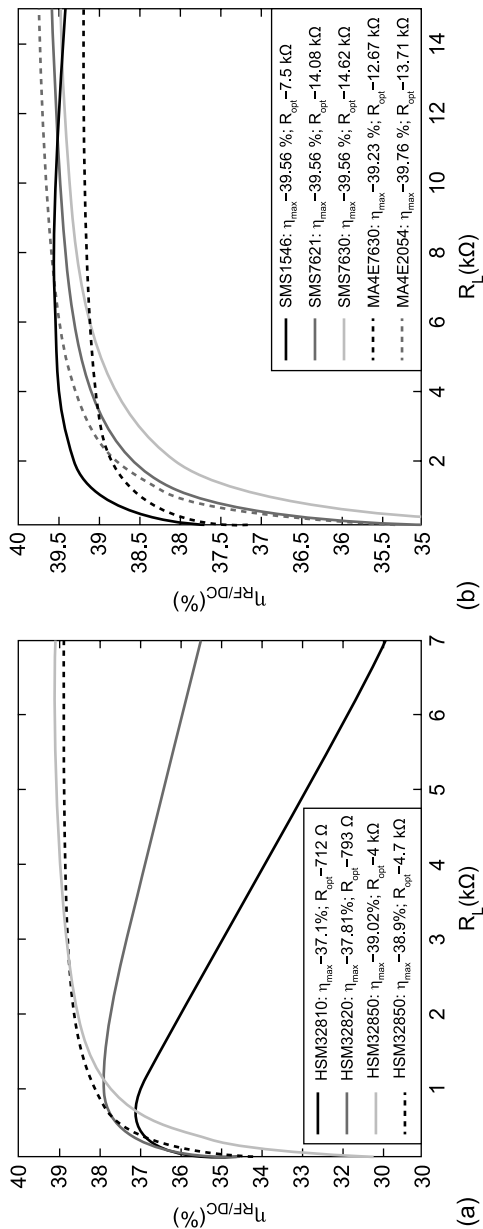 (a)
η_RF/DC(%)
40
39
38
37
36
35
34
33
32
31
30
1
2
3
4
5
6
7
R_L(kΩ)
HSM32810: η_max−37.1%; R_opt−712 Ω
HSM32820: η_max−37.81%; R_opt−793 Ω
HSM32850: η_max−39.02%; R_opt−4 kΩ
HSM32850: η_max−38.9%; R_opt−4.7 kΩ
(b)
η_RF/DC(%)
40
39.5
39
38.5
38
37.5
37
36.5
36
35.5
35
2
4
6
8
10
12
14
R_L(kΩ)
SMS1546: η_max−39.56 %; R_opt−7.5 kΩ
SMS7621: η_max−39.56 %; R_opt−14.08 kΩ
SMS7630: η_max−39.56 %; R_opt−14.62 kΩ
MA4E7630: η_max−39.23 %; R_opt−12.67 kΩ
MA4E2054: η_max−39.76 %; R_opt−13.71 kΩ